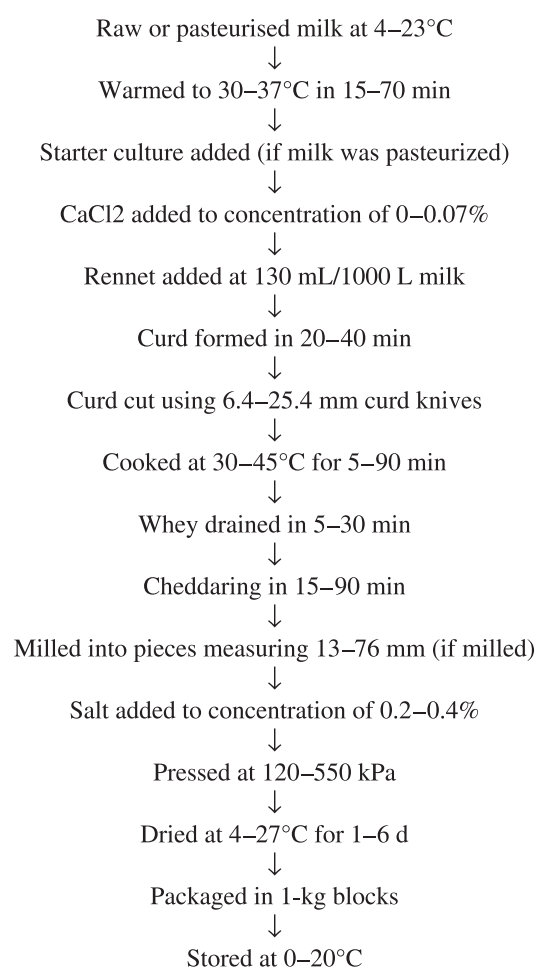 Raw or pasteurised milk at 4–23°C
↓
Warmed to 30–37°C in 15–70 min
↓
Starter culture added (if milk was pasteurized)
↓
CaCl2 added to concentration of 0–0.07%
↓
Rennet added at 130 mL/1000 L milk
↓
Curd formed in 20–40 min
↓
Curd cut using 6.4–25.4 mm curd knives
↓
Cooked at 30–45°C for 5–90 min
↓
Whey drained in 5–30 min
↓
Cheddaring in 15–90 min
↓
Milled into pieces measuring 13–76 mm (if milled)
↓
Salt added to concentration of 0.2–0.4%
↓
Pressed at 120–550 kPa
↓
Dried at 4–27°C for 1–6 d
↓
Packaged in 1-kg blocks
↓
Stored at 0–20°C